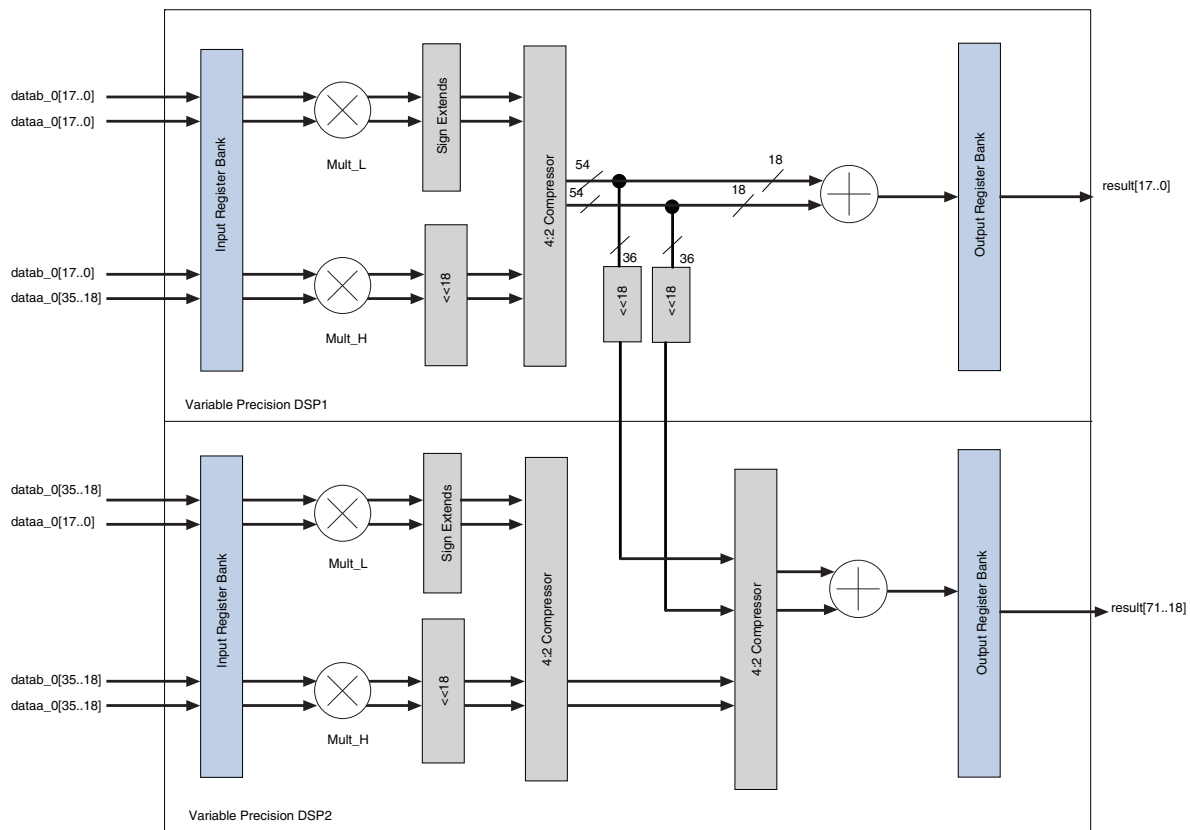 datab_0[17..0]
dataa_0[17..0]
datab_0[17..0]
dataa_0[35..18]
Input Register Bank
Mult_L
Mult_H
Sign Extends
<<18
4:2 Compressor
54
54
18
18
36
36
<<18
<<18
Output Register Bank
result[17..0]
Variable Precision DSP1
datab_0[35..18]
dataa_0[17..0]
datab_0[35..18]
dataa_0[35..18]
Input Register Bank
Mult_L
Mult_H
Sign Extends
<<18
4:2 Compressor
4:2 Compressor
Output Register Bank
result[71..18]
Variable Precision DSP2